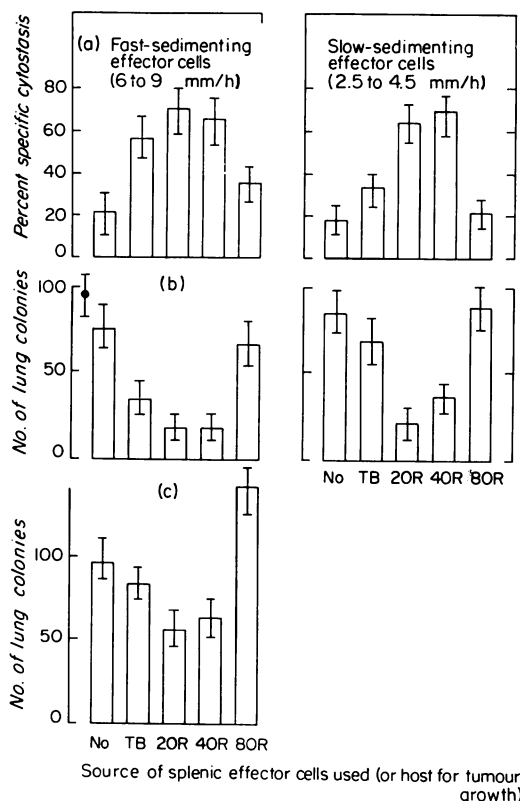 (a) Fast-sedimenting
effector cells
(6 to 9 mm/h)
Slow-sedimenting
effector cells
(2.5 to 4.5 mm/h)
Percent specific cytostasis
80
60
40
20
0
(b)
No. of lung colonies
100
50
0
No TB 20R 40R 80R
(c)
No. of lung colonies
100
50
0
No TB 20R 40R 80R
Source of splenic effector cells used (or host for tumour
growth)